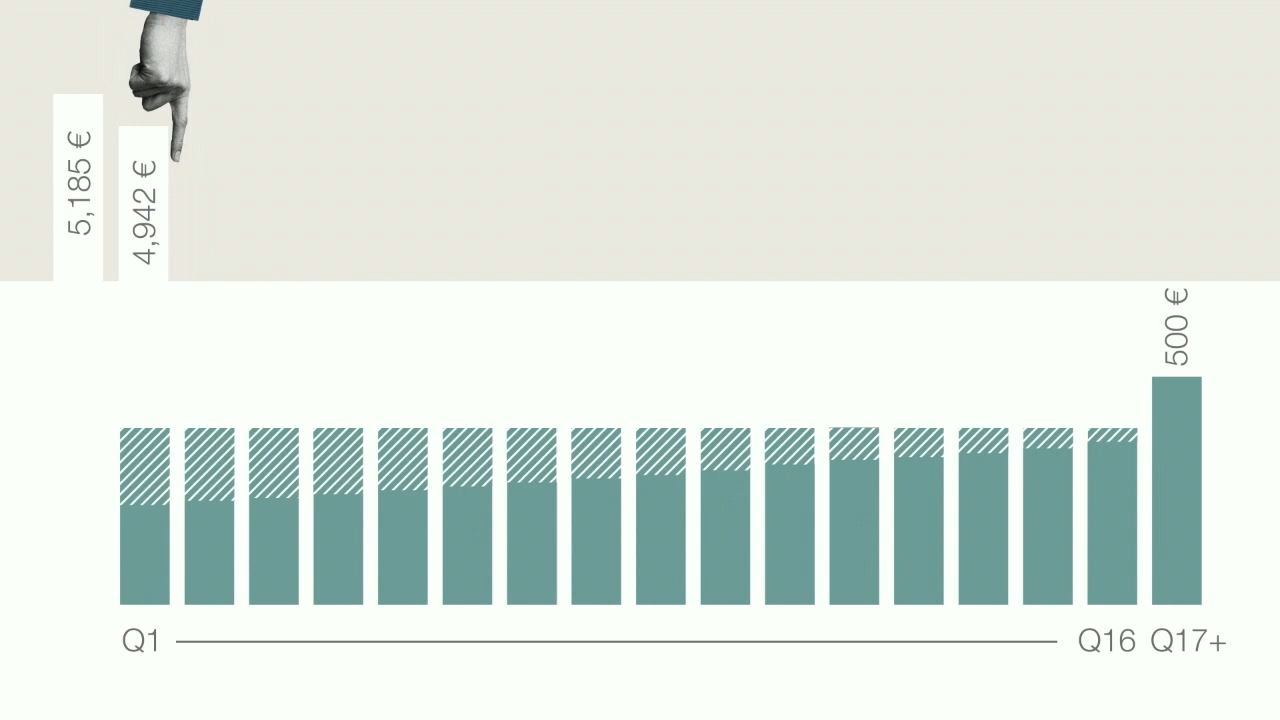 5,185 €
4,942 €
500 €
Q1
Q16
Q17+